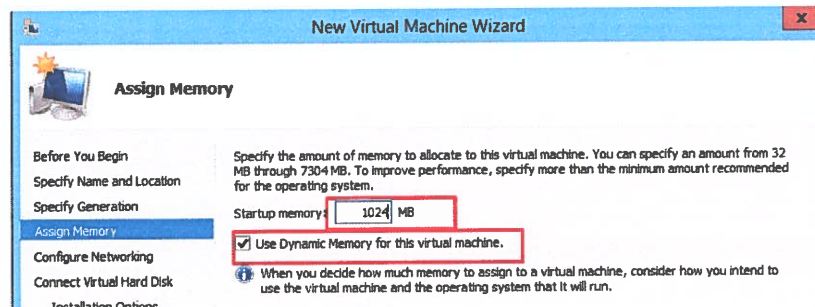 New Virtual Machine Wizard
x
Assign Memory
Before You Begin
Specify Name and Location
Specify Generation
Assign Memory
Configure Networking
Connect Virtual Hard Disk
Installation Options
Specify the amount of memory to allocate to this virtual machine. You can specify an amount from 32
MB through 7304 MB. To improve performance, specify more than the minimum amount recommended
for the operating system.
Startup memory: 1024 MB
Use Dynamic Memory for this virtual machine.
When you decide how much memory to assign to a virtual machine, consider how you intend to
use the virtual machine and the operating system that it will run.